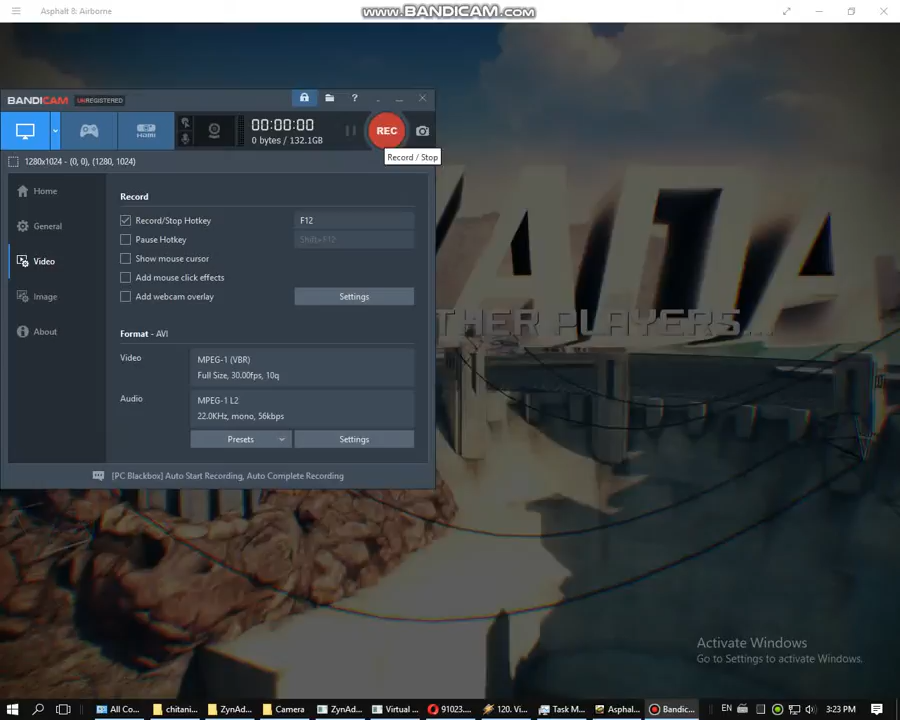 Asphalt 8: Airborne
www.BANDICAM.com
BANDICAM UNREGISTERED
HDMI
00:00:00
0 bytes / 132.1GB
REC
Record / Stop
1280x1024 - (0, 0), (1280, 1024)
Home
General
Video
Image
About
Record
Record/Stop Hotkey
F12
Pause Hotkey
Shift+F12
Show mouse cursor
Add mouse click effects
Add webcam overlay
Settings
Format - AVI
Video
MPEG-1 (VBR)
Full Size, 30.00fps, 10q
Audio
MPEG-1 L2
22.0KHz, mono, 56kbps
Presets
Settings
[PC Blackbox] Auto Start Recording, Auto Complete Recording
THER PLAYERS...
Activate Windows
Go to Settings to activate Windows.
All Co...
chitani...
ZynAd...
Camera
ZynAd...
Virtual ...
91023...
120. Vi...
Task M...
Asphal...
Bandic...
EN
3:23 PM